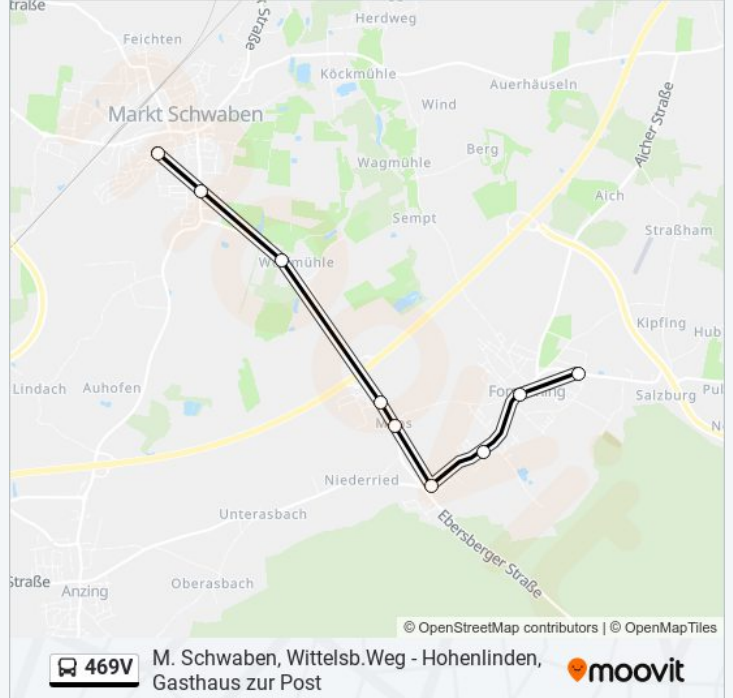 traße
Straße
Herdweg
Feichten
Köckmühle
Auerhäuseln
Markt Schwaben
Wind
Aicher Straße
Berg
Wagmühle
Aich
Sempt
Straßham
Kipfing
Hub
Lindach
Auhofen
Salzburg
Niederried
Unterasbach
Ebersberger Straße
Straße
Anzing
Oberasbach
© OpenStreetMap contributors | © OpenMapTiles
469V
M. Schwaben, Wittelsb.Weg - Hohenlinden,
Gasthaus zur Post
moovit